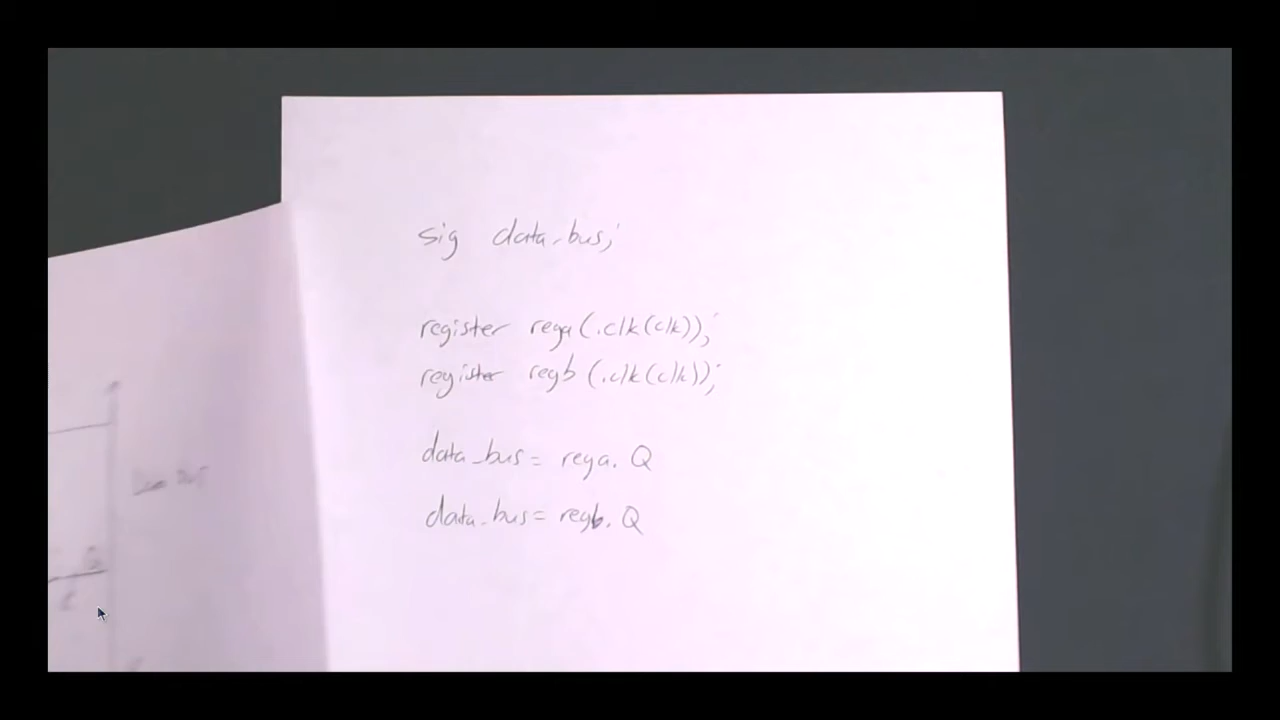 sig data_bus;
register rega(.clk(clk));
register regb(.clk(clk));
data_bus= rega.Q
data_bus= regb.Q